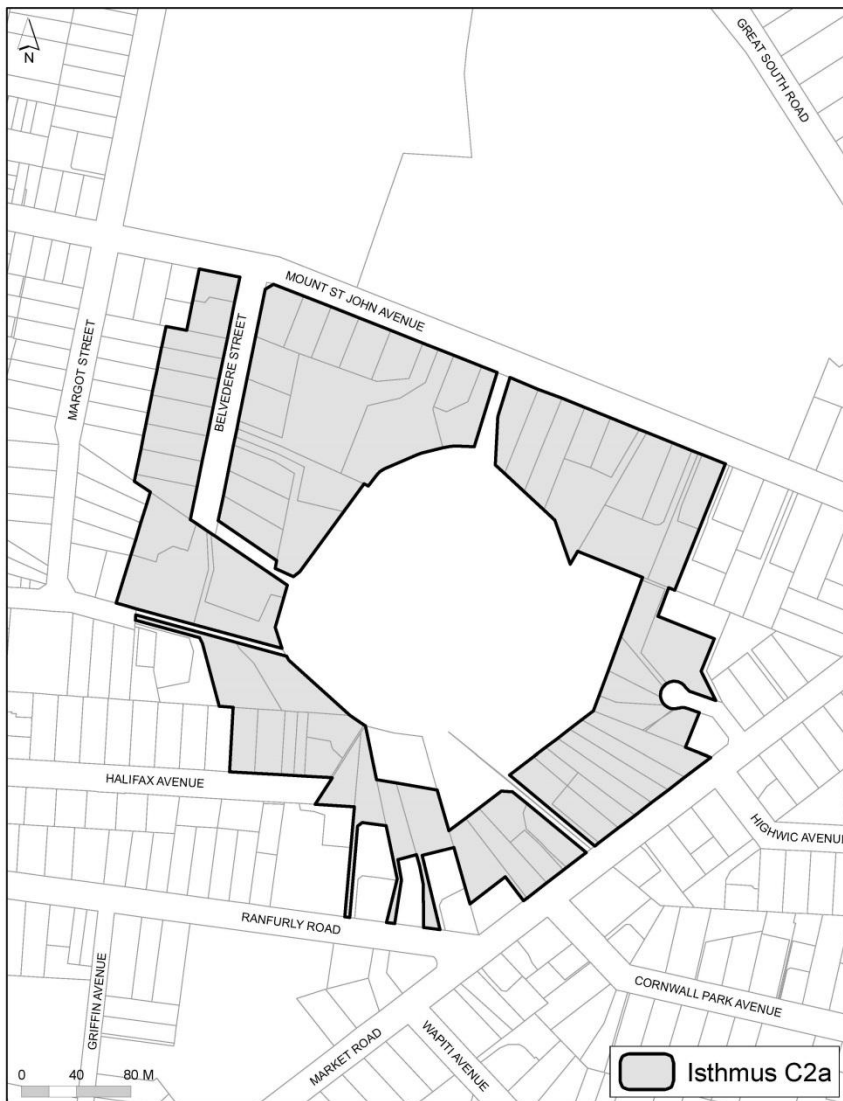 GREAT SOUTH ROAD
N
MOUNT ST JOHN AVENUE
BELVEDERE STREET
MARGOT STREET
HALIFAX AVENUE
HIGHWIC AVENUE
RANFURLY ROAD
GRIFFIN AVENUE
CORNWALL PARK AVENUE
MARKET ROAD
WAPITI AVENUE
0 40 80 M
Isthmus C2a